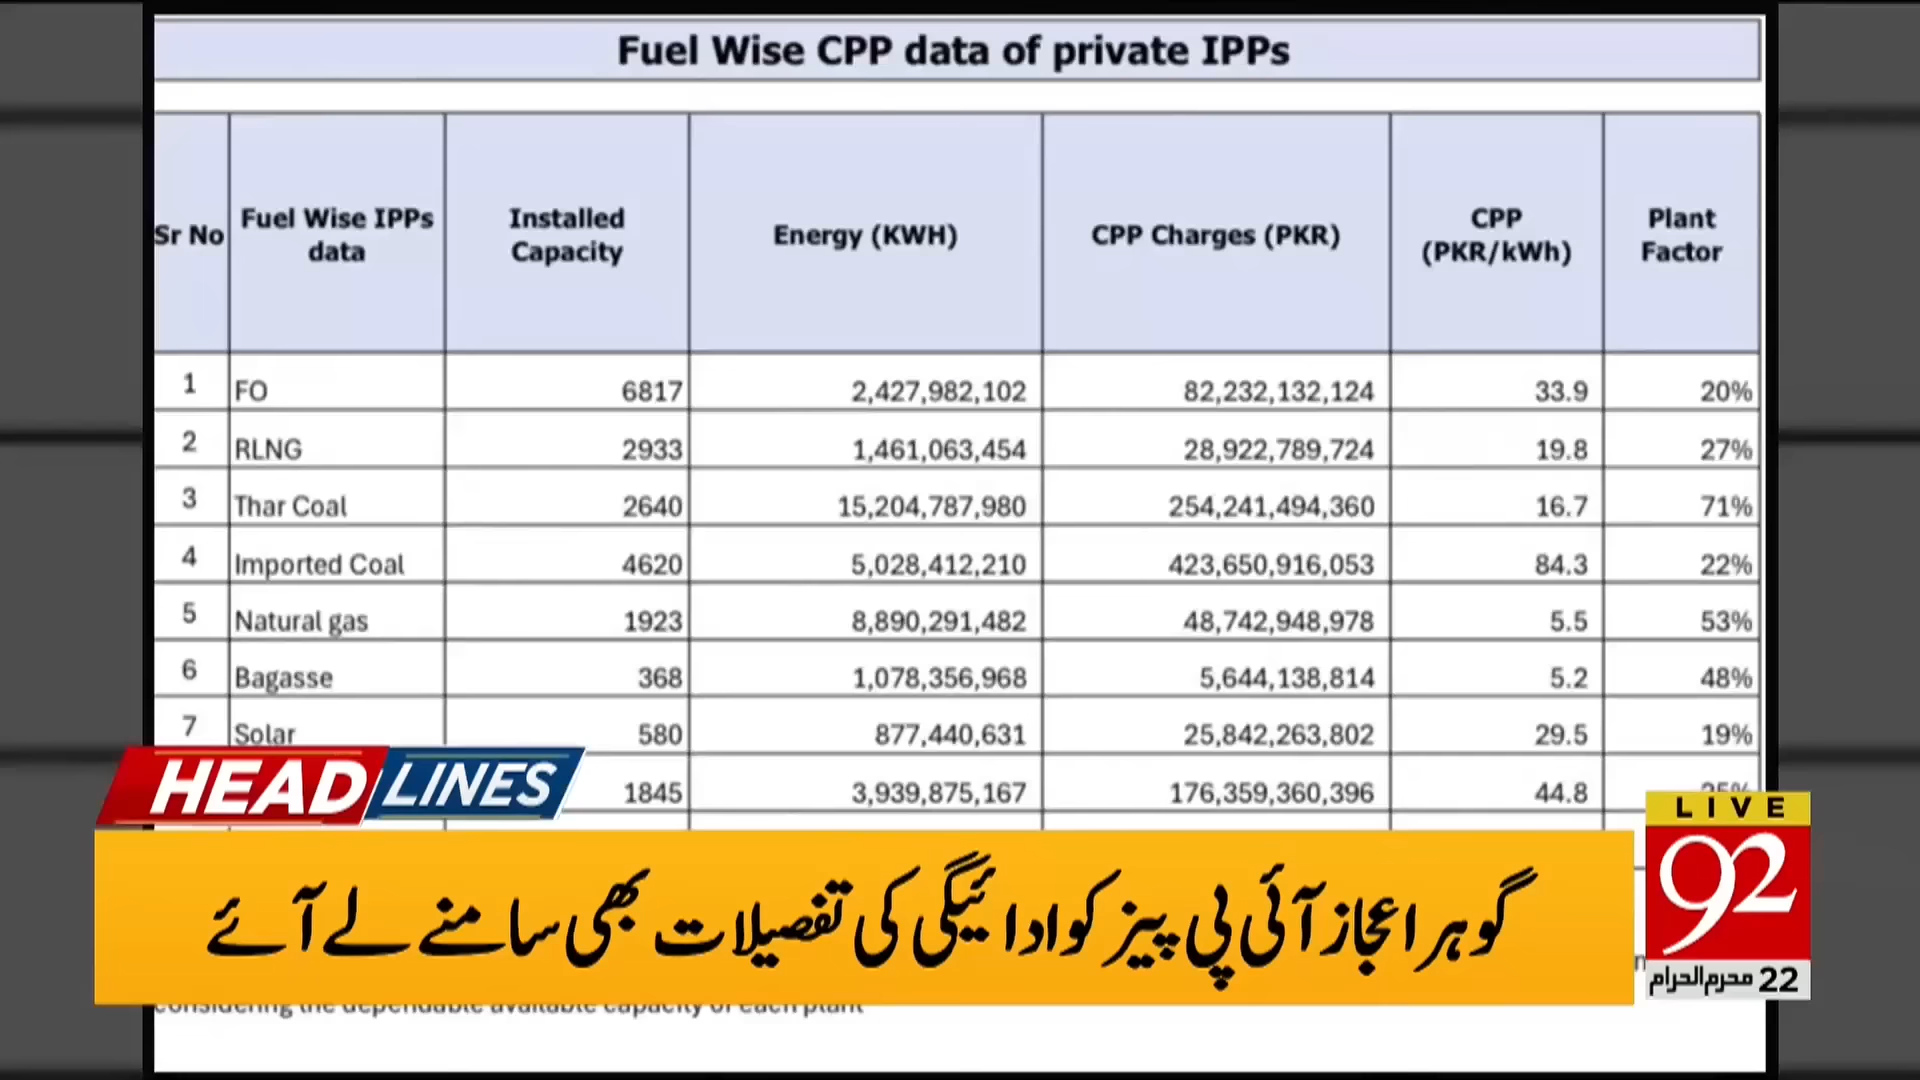 Fuel Wise CPP data of private IPPs
Sr No Fuel Wise IPPs data Installed Capacity Energy (KWH) CPP Charges (PKR) CPP (PKR/kWh) Plant Factor
1 FO 6817 2,427,982,102 82,232,132,124 33.9 20%
2 RLNG 2933 1,461,063,454 28,922,789,724 19.8 27%
3 Thar Coal 2640 15,204,787,980 254,241,494,360 16.7 71%
4 Imported Coal 4620 5,028,412,210 423,650,916,053 84.3 22%
5 Natural gas 1923 8,890,291,482 48,742,948,978 5.5 53%
6 Bagasse 368 1,078,356,968 5,644,138,814 5.2 48%
7 Solar 580 877,440,631 25,842,263,802 29.5 19%
1845 3,939,875,167 176,359,360,396 44.8
HEADLINES
LIVE
92
گوہر اعجاز آئی پی پیز کو ادائیگی کی تفصیلات بھی سامنے لے آئے
22 محرم الحرام
considering the dependable available capacity of each plant